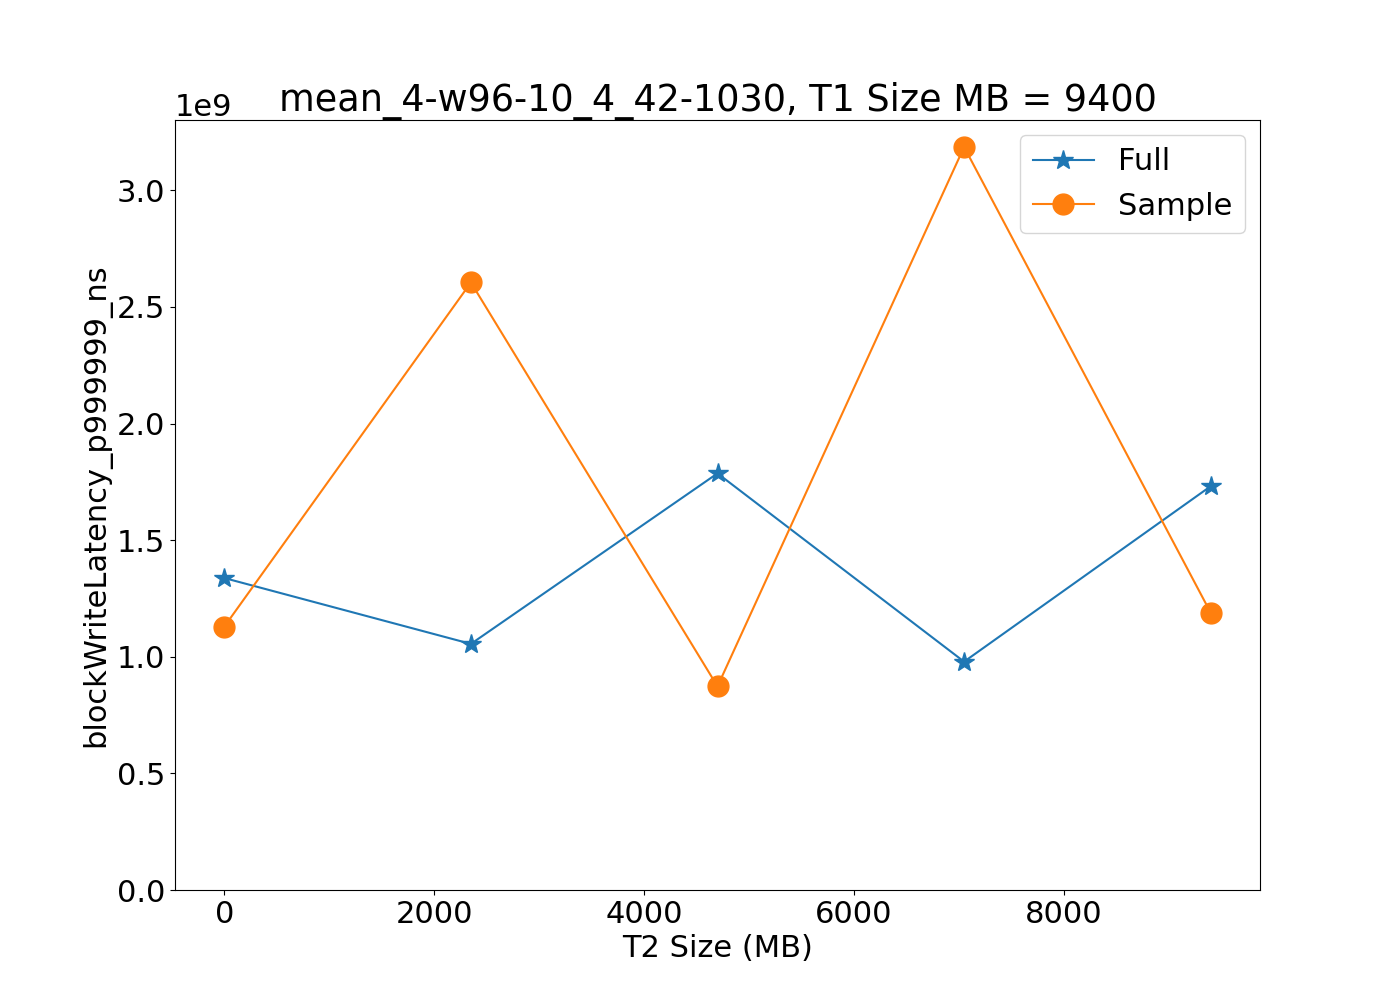 mean_4-w96-10_4_42-1030, T1 Size MB = 9400
1e9
Full
Sample
3.0
2.5
2.0
1.5
1.0
0.5
0.0
blockWriteLatency_p999999_ns
0 2000 4000 6000 8000
T2 Size (MB)